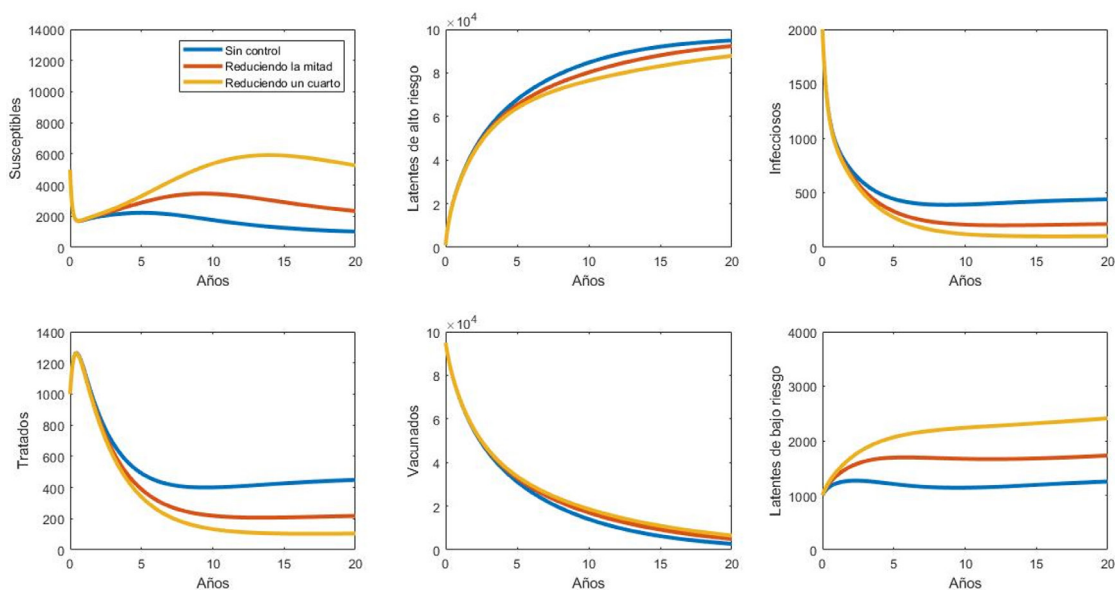 14000
12000
10000
8000
6000
4000
2000
0
Susceptibles
Sin control
Reduciendo la mitad
Reduciendo un cuarto
0 5 10 15 20
Años
×10⁴
10
8
6
4
2
0
Latentes de alto riesgo
0 5 10 15 20
Años
2000
1500
1000
500
0
Infecciosos
0 5 10 15 20
Años
1400
1200
1000
800
600
400
200
0
Tratados
0 5 10 15 20
Años
×10⁴
10
8
6
4
2
0
Vacunados
0 5 10 15 20
Años
4000
3000
2000
1000
0
Latentes de bajo riesgo
0 5 10 15 20
Años